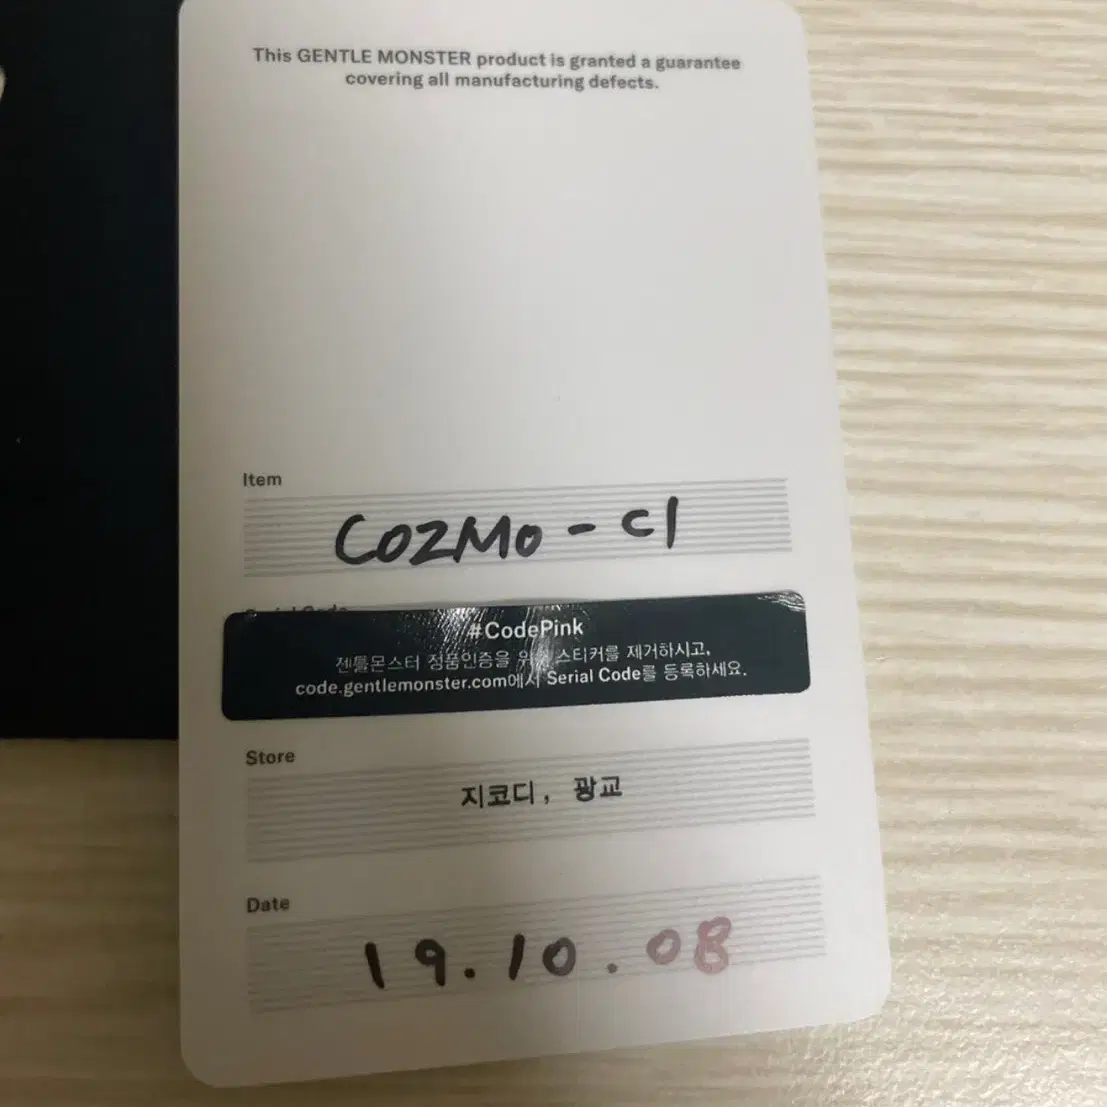 This GENTLE MONSTER product is granted a guarantee
covering all manufacturing defects.
Item
COZMO - C1
Serial Code
#CodePink
젠틀몬스터 정품인증을 위해 스티커를 제거하시고,
code.gentlemonster.com에서 Serial Code를 등록하세요.
Store
지코디, 광교
Date
19.10.08